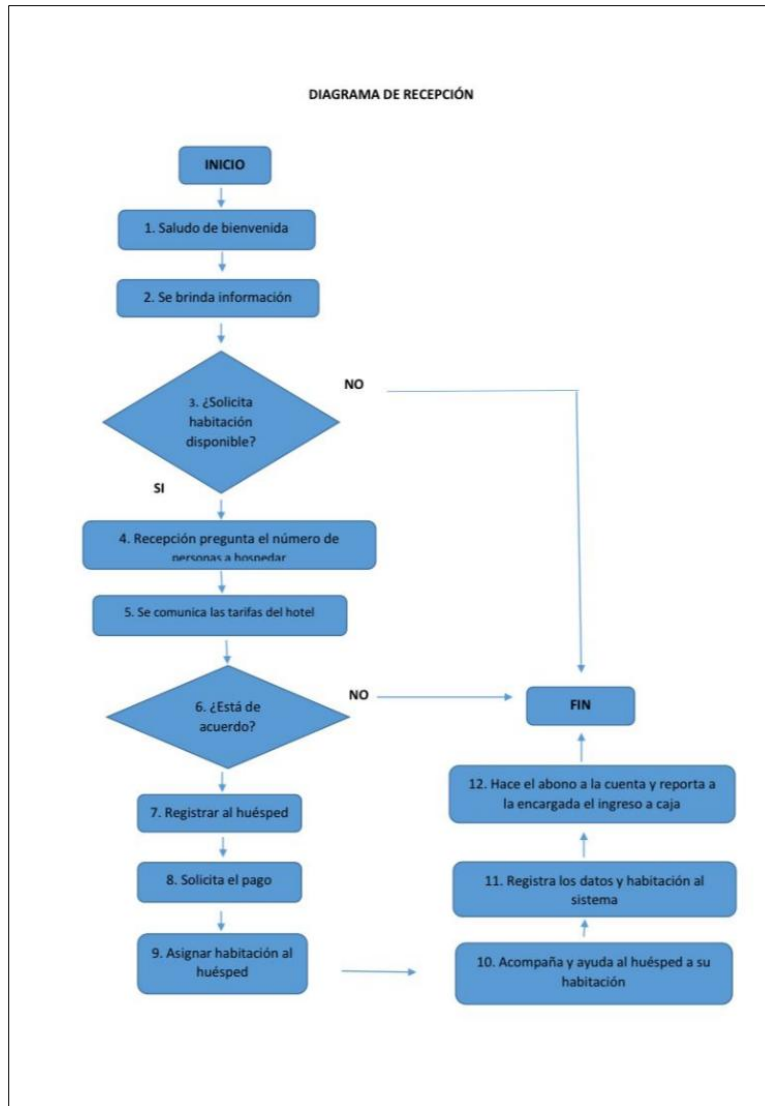 DIAGRAMA DE RECEPCIÓN
INICIO
1. Saludo de bienvenida
2. Se brinda información
NO
3. ¿Solicita
habitación
disponible?
SI
4. Recepción pregunta el número de
personas a hospedar
5. Se comunica las tarifas del hotel
6. ¿Está de
acuerdo?
NO
FIN
7. Registrar al huésped
8. Solicita el pago
9. Asignar habitación al
huésped
10. Acompaña y ayuda al huésped a su
habitación
11. Registra los datos y habitación al
sistema
12. Hace el abono a la cuenta y reporta a
la encargada el ingreso a caja